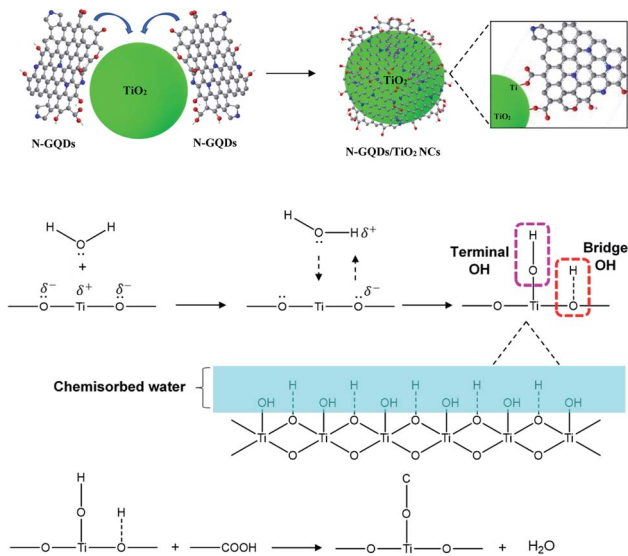 TiO2
N-GQDs
N-GQDs
TiO2
N-GQDs/TiO2 NCs
Ti
TiO2
H H
O
+
δ− δ+ δ−
O Ti O
H
O H δ+
δ−
O Ti O
Terminal
OH
H
O
Bridge
OH
H
O Ti O
Chemisorbed water
H H H H H
OH OH OH OH OH OH
O O O O O
Ti Ti Ti Ti Ti Ti
O O O O O
H
O H
O Ti O + COOH
C
O
O Ti O + H2O